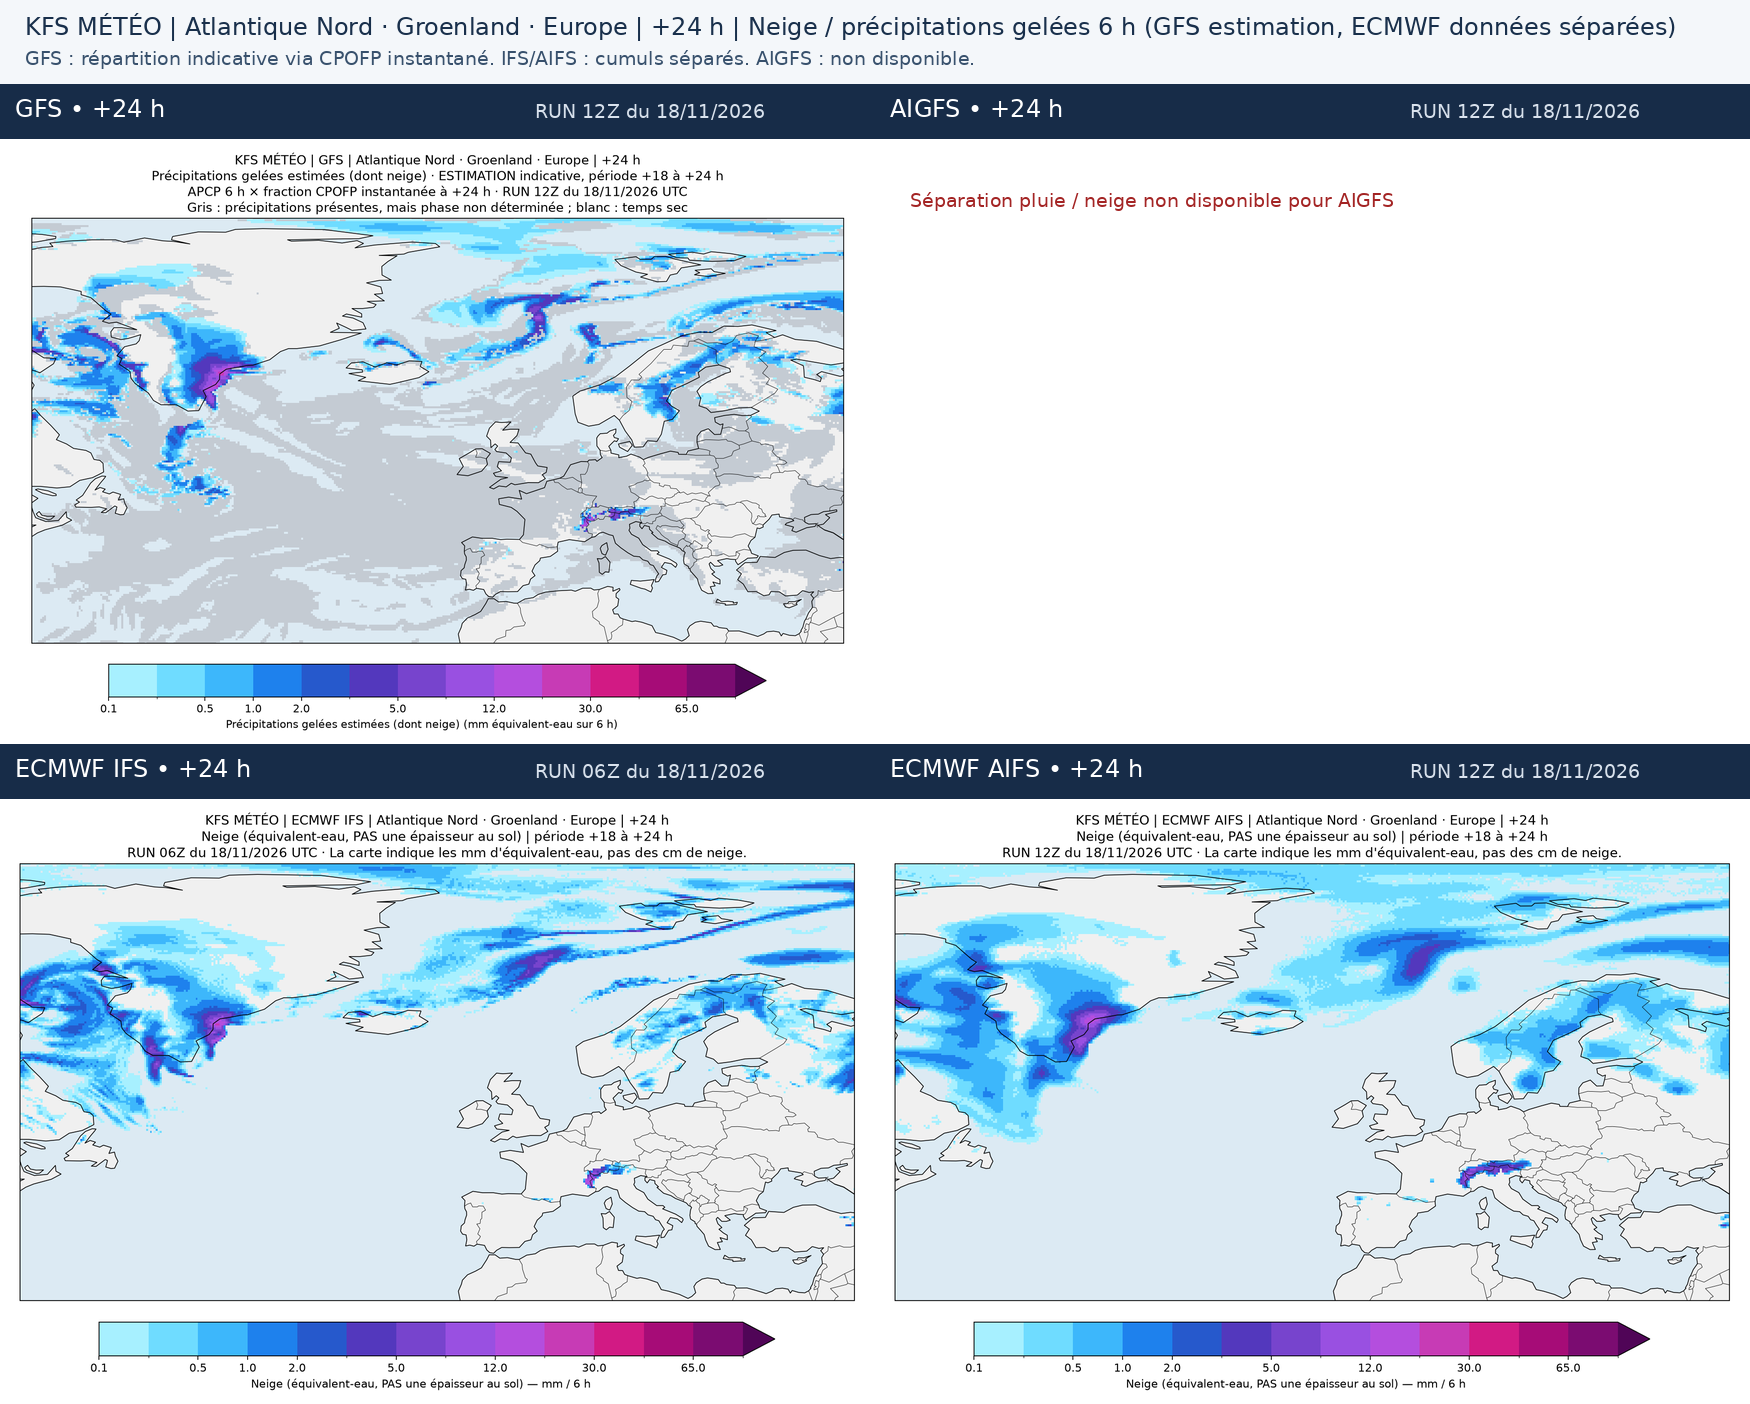 KFS MÉTÉO | Atlantique Nord · Groenland · Europe | +24 h | Neige / précipitations gelées 6 h (GFS estimation, ECMWF données séparées)
GFS : répartition indicative via CPOFP instantané. IFS/AIFS : cumuls séparés. AIGFS : non disponible.
GFS • +24 h
RUN 12Z du 18/11/2026
AIGFS • +24 h
RUN 12Z du 18/11/2026
KFS MÉTÉO | GFS | Atlantique Nord · Groenland · Europe | +24 h
Précipitations gelées estimées (dont neige) · ESTIMATION indicative, période +18 à +24 h
APCP 6 h × fraction CPOFP instantanée à +24 h · RUN 12Z du 18/11/2026 UTC
Gris : précipitations présentes, mais phase non déterminée ; blanc : temps sec
Séparation pluie / neige non disponible pour AIGFS
0.1 0.5 1.0 2.0 5.0 12.0 30.0 65.0
Précipitations gelées estimées (dont neige) (mm équivalent-eau sur 6 h)
ECMWF IFS • +24 h
RUN 06Z du 18/11/2026
ECMWF AIFS • +24 h
RUN 12Z du 18/11/2026
KFS MÉTÉO | ECMWF IFS | Atlantique Nord · Groenland · Europe | +24 h
Neige (équivalent-eau, PAS une épaisseur au sol) | période +18 à +24 h
RUN 06Z du 18/11/2026 UTC · La carte indique les mm d'équivalent-eau, pas des cm de neige.
KFS MÉTÉO | ECMWF AIFS | Atlantique Nord · Groenland · Europe | +24 h
Neige (équivalent-eau, PAS une épaisseur au sol) | période +18 à +24 h
RUN 12Z du 18/11/2026 UTC · La carte indique les mm d'équivalent-eau, pas des cm de neige.
0.1 0.5 1.0 2.0 5.0 12.0 30.0 65.0
Neige (équivalent-eau, PAS une épaisseur au sol) — mm / 6 h
0.1 0.5 1.0 2.0 5.0 12.0 30.0 65.0
Neige (équivalent-eau, PAS une épaisseur au sol) — mm / 6 h